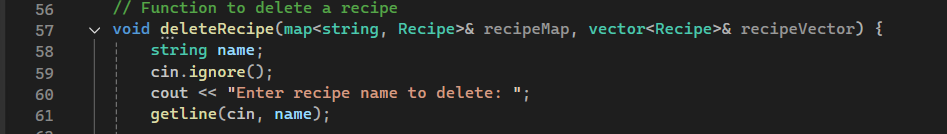 56 // Function to delete a recipe
57 void deleteRecipe(map<string, Recipe>& recipeMap, vector<Recipe>& recipeVector) {
58 string name;
59 cin.ignore();
60 cout << "Enter recipe name to delete: ";
61 getline(cin, name);